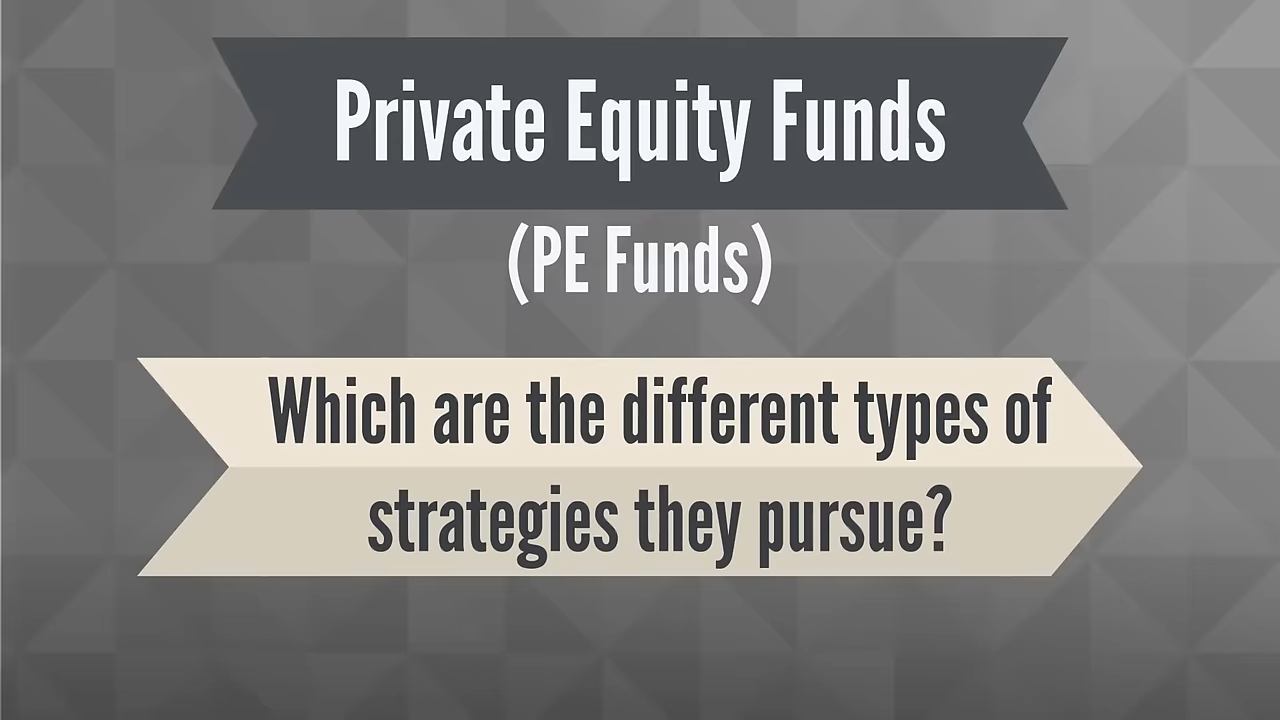 Private Equity Funds
(PE Funds)
Which are the different types of
strategies they pursue?